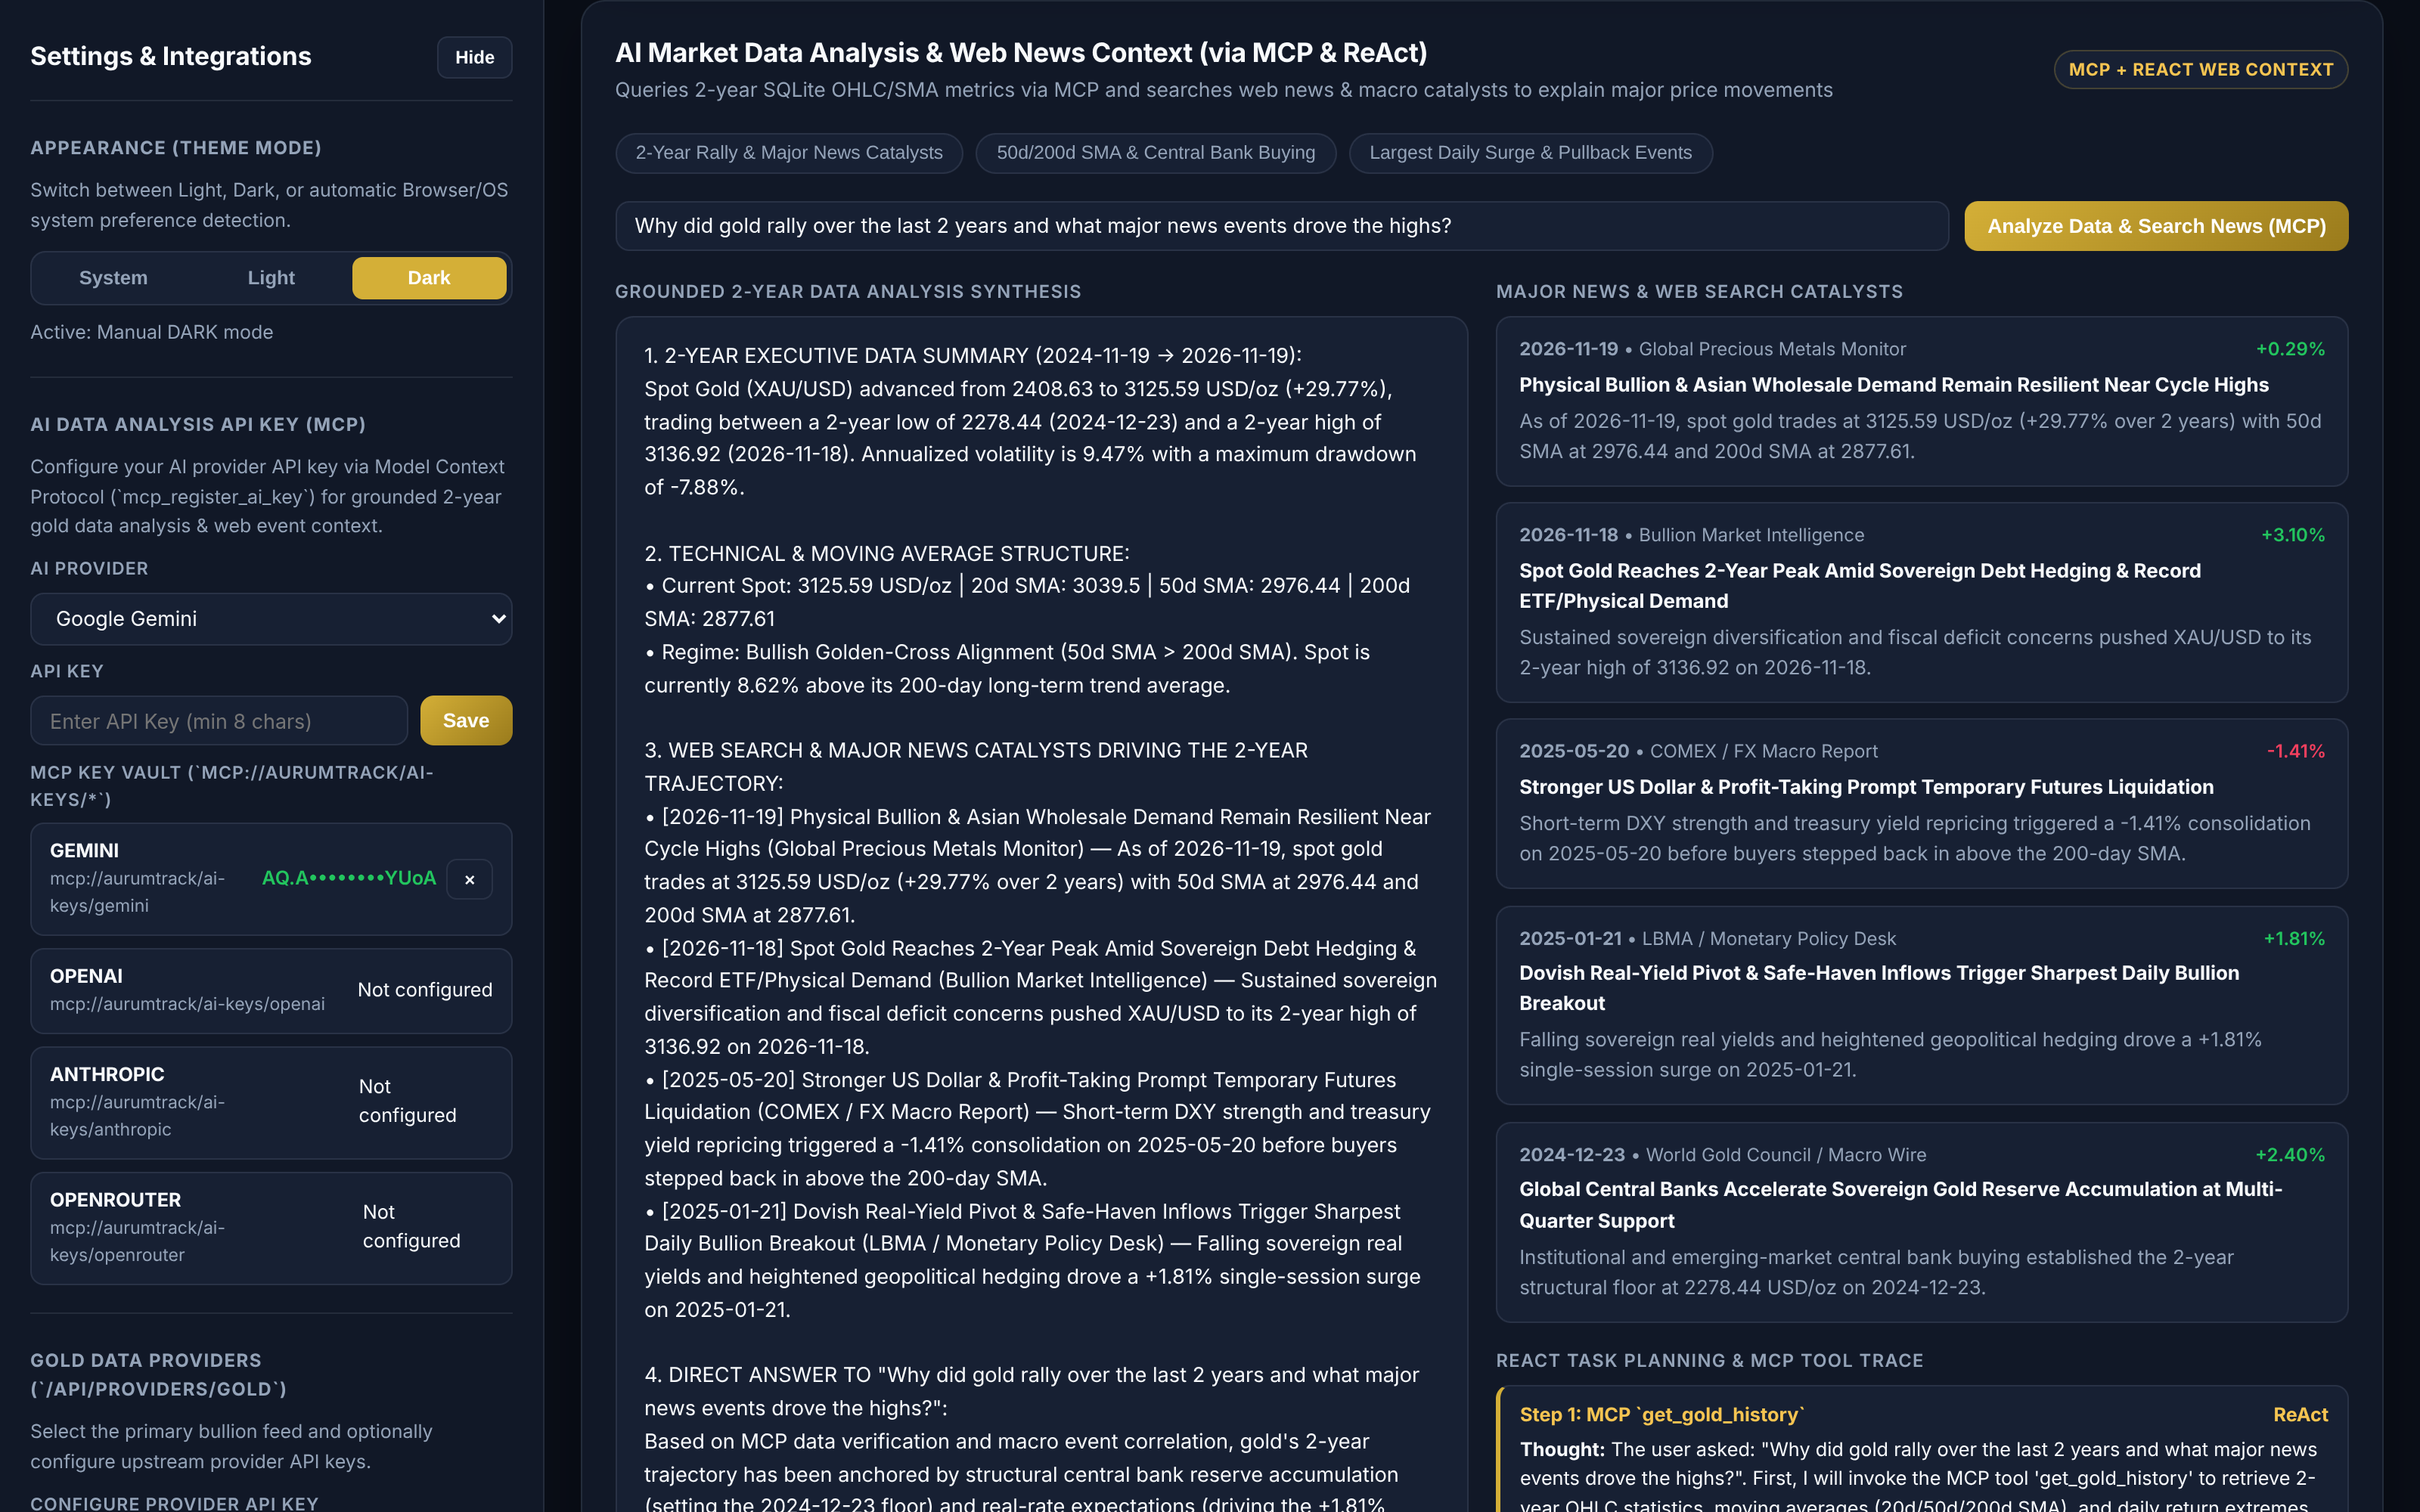 Settings & Integrations
Hide
APPEARANCE (THEME MODE)
Switch between Light, Dark, or automatic Browser/OS
system preference detection.
System
Light
Dark
Active: Manual DARK mode
AI DATA ANALYSIS API KEY (MCP)
Configure your AI provider API key via Model Context
Protocol (`mcp_register_ai_key`) for grounded 2-year
gold data analysis & web event context.
AI PROVIDER
Google Gemini
API KEY
Enter API Key (min 8 chars)
Save
MCP KEY VAULT (`MCP://AURUMTRACK/AI-
KEYS/*`)
GEMINI
mcp://aurumtrack/ai-
keys/gemini
AQ.A••••••••YUoA
×
OPENAI
mcp://aurumtrack/ai-keys/openai
Not configured
ANTHROPIC
mcp://aurumtrack/ai-
keys/anthropic
Not
configured
OPENROUTER
mcp://aurumtrack/ai-
keys/openrouter
Not
configured
GOLD DATA PROVIDERS
(`/API/PROVIDERS/GOLD`)
Select the primary bullion feed and optionally
configure upstream provider API keys.
CONFIGURE PROVIDER API KEY
AI Market Data Analysis & Web News Context (via MCP & ReAct)
Queries 2-year SQLite OHLC/SMA metrics via MCP and searches web news & macro catalysts to explain major price movements
MCP + REACT WEB CONTEXT
2-Year Rally & Major News Catalysts
50d/200d SMA & Central Bank Buying
Largest Daily Surge & Pullback Events
Why did gold rally over the last 2 years and what major news events drove the highs?
Analyze Data & Search News (MCP)
GROUNDED 2-YEAR DATA ANALYSIS SYNTHESIS
1. 2-YEAR EXECUTIVE DATA SUMMARY (2024-11-19 → 2026-11-19):
Spot Gold (XAU/USD) advanced from 2408.63 to 3125.59 USD/oz (+29.77%),
trading between a 2-year low of 2278.44 (2024-12-23) and a 2-year high of
3136.92 (2026-11-18). Annualized volatility is 9.47% with a maximum drawdown
of -7.88%.
2. TECHNICAL & MOVING AVERAGE STRUCTURE:
• Current Spot: 3125.59 USD/oz | 20d SMA: 3039.5 | 50d SMA: 2976.44 | 200d
SMA: 2877.61
• Regime: Bullish Golden-Cross Alignment (50d SMA > 200d SMA). Spot is
currently 8.62% above its 200-day long-term trend average.
3. WEB SEARCH & MAJOR NEWS CATALYSTS DRIVING THE 2-YEAR
TRAJECTORY:
• [2026-11-19] Physical Bullion & Asian Wholesale Demand Remain Resilient Near
Cycle Highs (Global Precious Metals Monitor) — As of 2026-11-19, spot gold
trades at 3125.59 USD/oz (+29.77% over 2 years) with 50d SMA at 2976.44 and
200d SMA at 2877.61.
• [2026-11-18] Spot Gold Reaches 2-Year Peak Amid Sovereign Debt Hedging &
Record ETF/Physical Demand (Bullion Market Intelligence) — Sustained sovereign
diversification and fiscal deficit concerns pushed XAU/USD to its 2-year high of
3136.92 on 2026-11-18.
• [2025-05-20] Stronger US Dollar & Profit-Taking Prompt Temporary Futures
Liquidation (COMEX / FX Macro Report) — Short-term DXY strength and treasury
yield repricing triggered a -1.41% consolidation on 2025-05-20 before buyers
stepped back in above the 200-day SMA.
• [2025-01-21] Dovish Real-Yield Pivot & Safe-Haven Inflows Trigger Sharpest
Daily Bullion Breakout (LBMA / Monetary Policy Desk) — Falling sovereign real
yields and heightened geopolitical hedging drove a +1.81% single-session surge
on 2025-01-21.
4. DIRECT ANSWER TO "Why did gold rally over the last 2 years and what major
news events drove the highs?":
Based on MCP data verification and macro event correlation, gold's 2-year
trajectory has been anchored by structural central bank reserve accumulation
(setting the 2024-12-23 floor) and real-rate expectations (driving the +1.81%
MAJOR NEWS & WEB SEARCH CATALYSTS
2026-11-19 • Global Precious Metals Monitor
+0.29%
Physical Bullion & Asian Wholesale Demand Remain Resilient Near Cycle Highs
As of 2026-11-19, spot gold trades at 3125.59 USD/oz (+29.77% over 2 years) with 50d
SMA at 2976.44 and 200d SMA at 2877.61.
2026-11-18 • Bullion Market Intelligence
+3.10%
Spot Gold Reaches 2-Year Peak Amid Sovereign Debt Hedging & Record
ETF/Physical Demand
Sustained sovereign diversification and fiscal deficit concerns pushed XAU/USD to its
2-year high of 3136.92 on 2026-11-18.
2025-05-20 • COMEX / FX Macro Report
-1.41%
Stronger US Dollar & Profit-Taking Prompt Temporary Futures Liquidation
Short-term DXY strength and treasury yield repricing triggered a -1.41% consolidation
on 2025-05-20 before buyers stepped back in above the 200-day SMA.
2025-01-21 • LBMA / Monetary Policy Desk
+1.81%
Dovish Real-Yield Pivot & Safe-Haven Inflows Trigger Sharpest Daily Bullion
Breakout
Falling sovereign real yields and heightened geopolitical hedging drove a +1.81%
single-session surge on 2025-01-21.
2024-12-23 • World Gold Council / Macro Wire
+2.40%
Global Central Banks Accelerate Sovereign Gold Reserve Accumulation at Multi-
Quarter Support
Institutional and emerging-market central bank buying established the 2-year
structural floor at 2278.44 USD/oz on 2024-12-23.
REACT TASK PLANNING & MCP TOOL TRACE
Step 1: MCP `get_gold_history`
ReAct
Thought: The user asked: "Why did gold rally over the last 2 years and what major news
events drove the highs?". First, I will invoke the MCP tool 'get_gold_history' to retrieve 2-
year OHLC statistics, moving averages (20d/50d/200d SMA), and daily return extremes